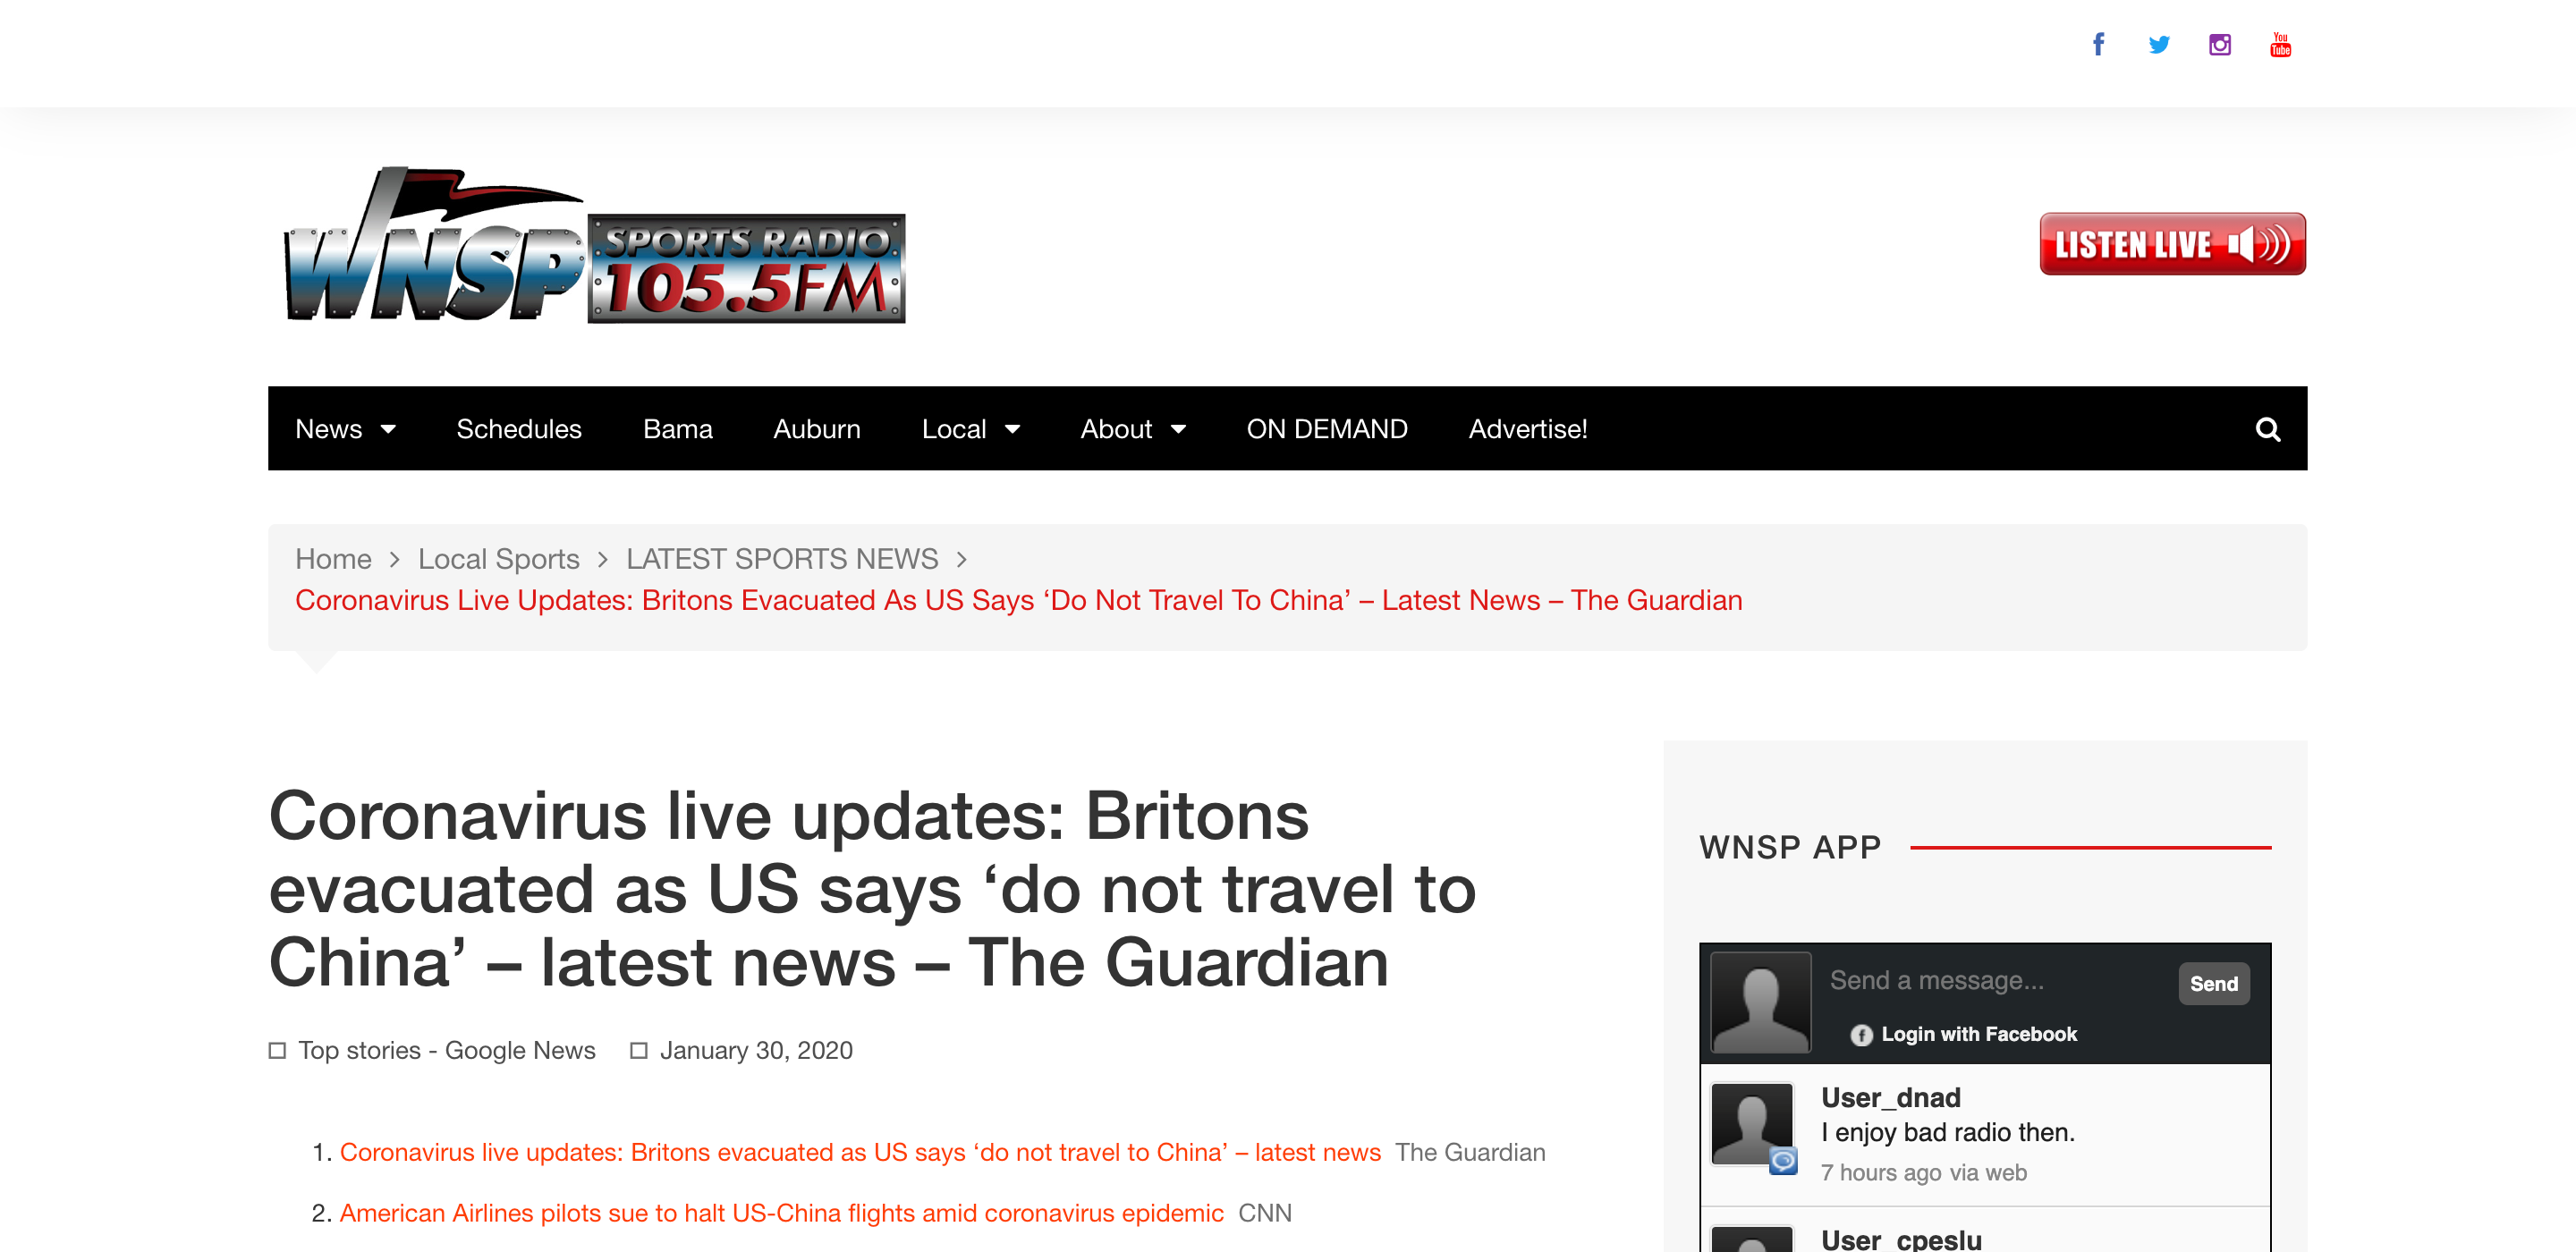 You
Tube
WNSP SPORTS RADIO
105.5FM
LISTEN LIVE
News Schedules Bama Auburn Local About ON DEMAND Advertise!
Home > Local Sports > LATEST SPORTS NEWS >
Coronavirus Live Updates: Britons Evacuated As US Says ‘Do Not Travel To China’ – Latest News – The Guardian
Coronavirus live updates: Britons
evacuated as US says ‘do not travel to
China’ – latest news – The Guardian
Top stories - Google News January 30, 2020
1. Coronavirus live updates: Britons evacuated as US says ‘do not travel to China’ – latest news The Guardian
2. American Airlines pilots sue to halt US-China flights amid coronavirus epidemic CNN
WNSP APP
Send a message... Send
Login with Facebook
User_dnad
I enjoy bad radio then.
7 hours ago via web
User_cpeslu